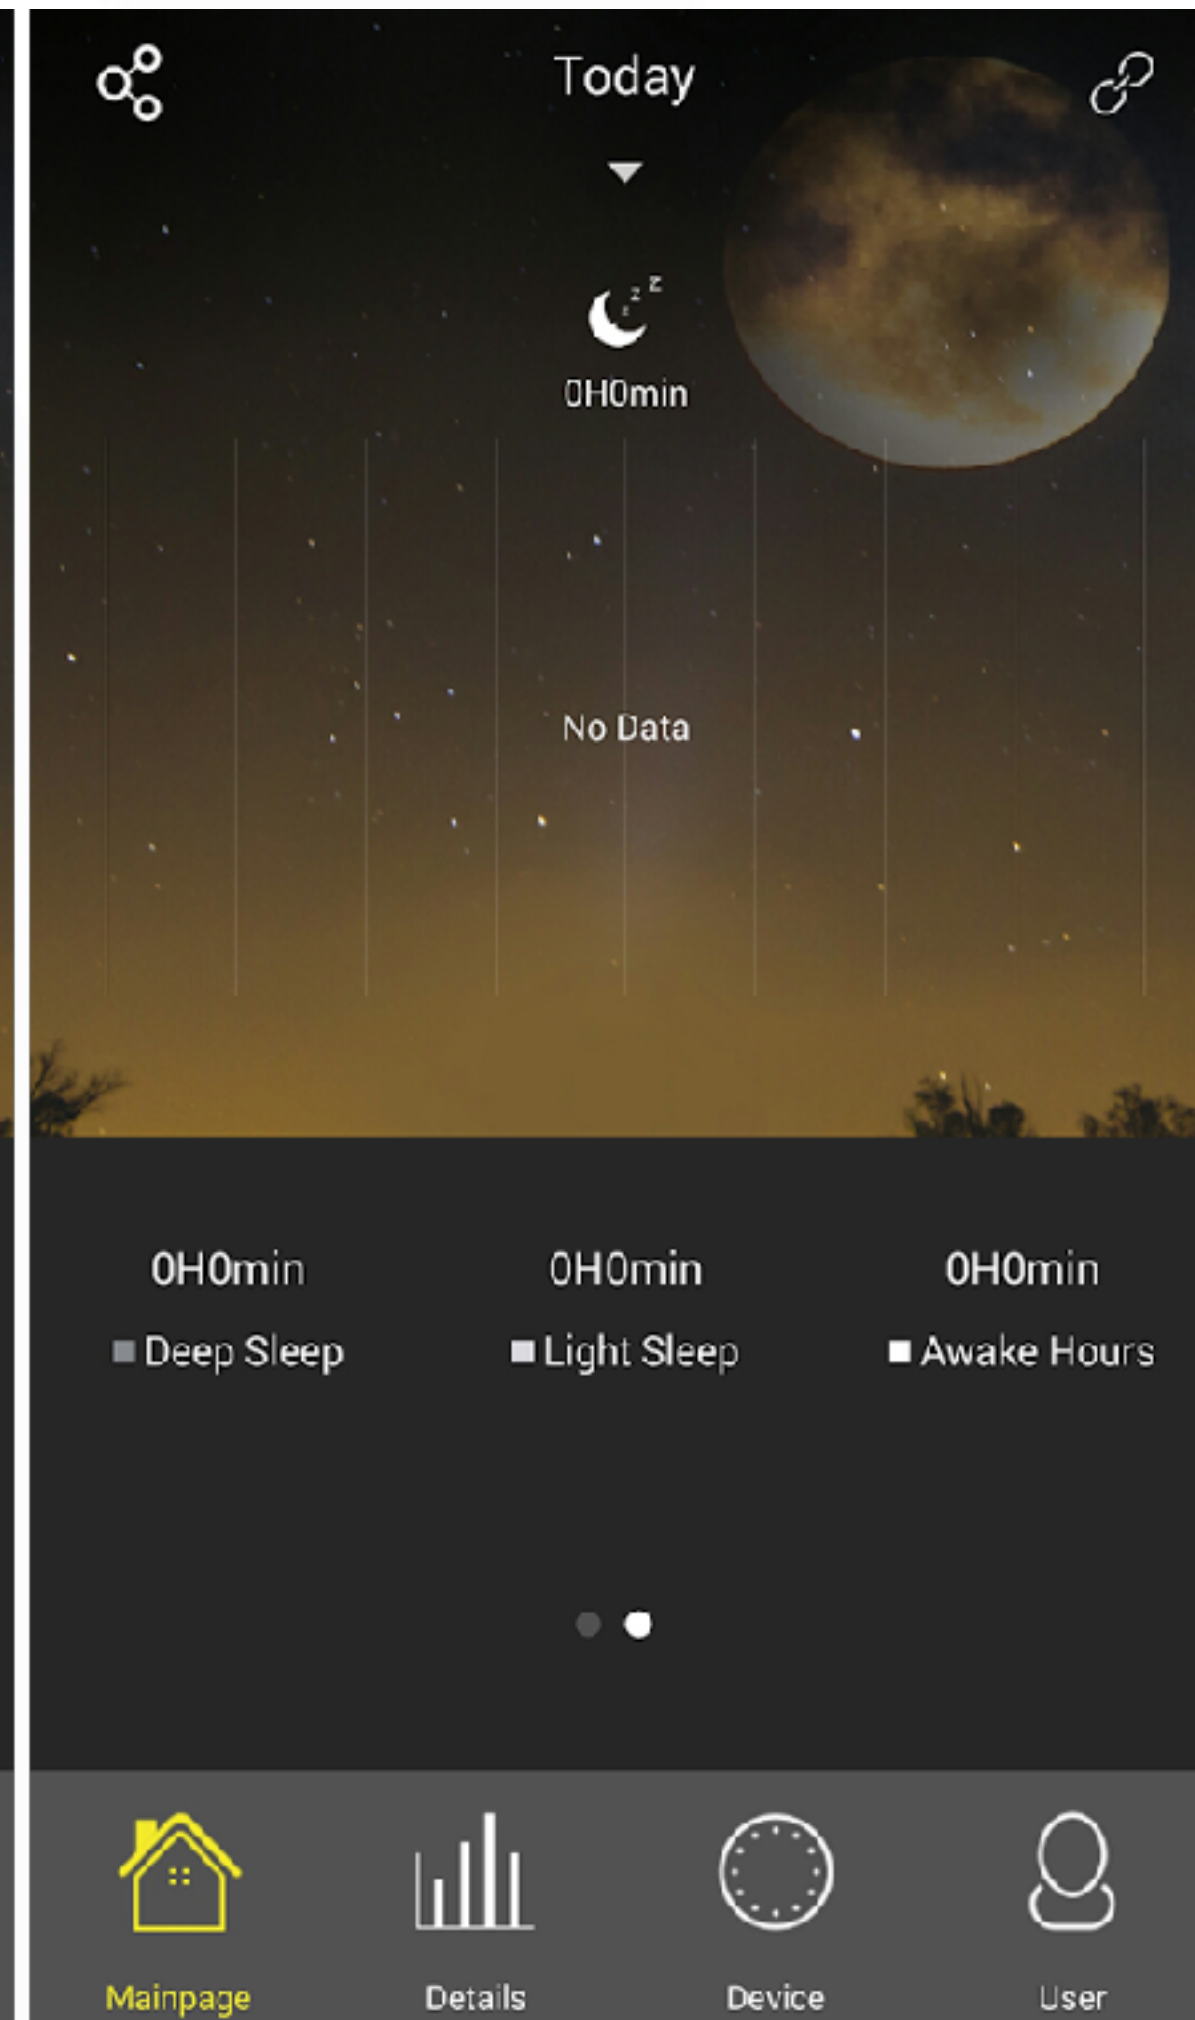 Today
z z z
0H0min
No Data
0H0min 0H0min 0H0min
Deep Sleep Light Sleep Awake Hours
Mainpage Details Device User